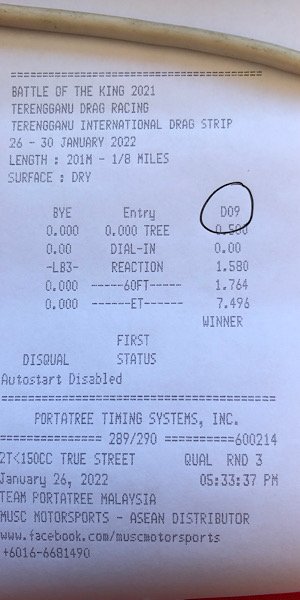 ================================================
BATTLE OF THE KING 2021
TERENGGANU DRAG RACING
TERENGGANU INTERNATIONAL DRAG STRIP
26 - 30 JANUARY 2022
LENGTH : 201M - 1/8 MILES
SURFACE : DRY
BYE Entry D09
0.000 0.000 TREE 0.500
0.00 DIAL-IN 0.00
-LB3- REACTION 1.580
0.000 ------60FT------ 1.764
0.000 ------ET------ 7.496
WINNER
FIRST
DISQUAL STATUS
Autostart Disabled
================================================
PORTATREE TIMING SYSTEMS, INC.
=============== 289/290 ==========600214
2T<150CC TRUE STREET QUAL RND 3
January 26, 2022 05:33:37 PM
TEAM PORTATREE MALAYSIA
MUSC MOTORSPORTS - ASEAN DISTRIBUTOR
www.facebook.com/muscmotorsports
+6016-6681490